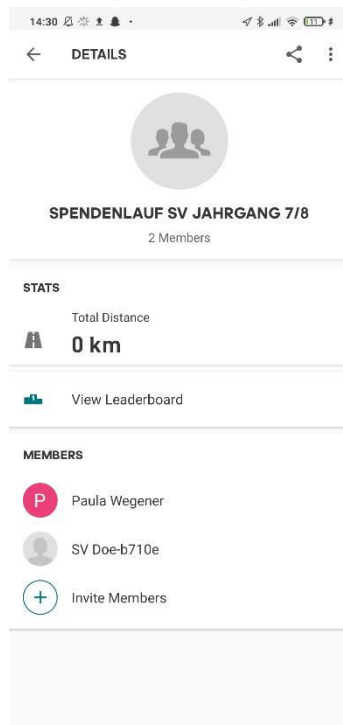 14:30
DETAILS
SPENDENLAUF SV JAHRGANG 7/8
2 Members
STATS
Total Distance
0 km
View Leaderboard
MEMBERS
P Paula Wegener
SV Doe-b710e
Invite Members